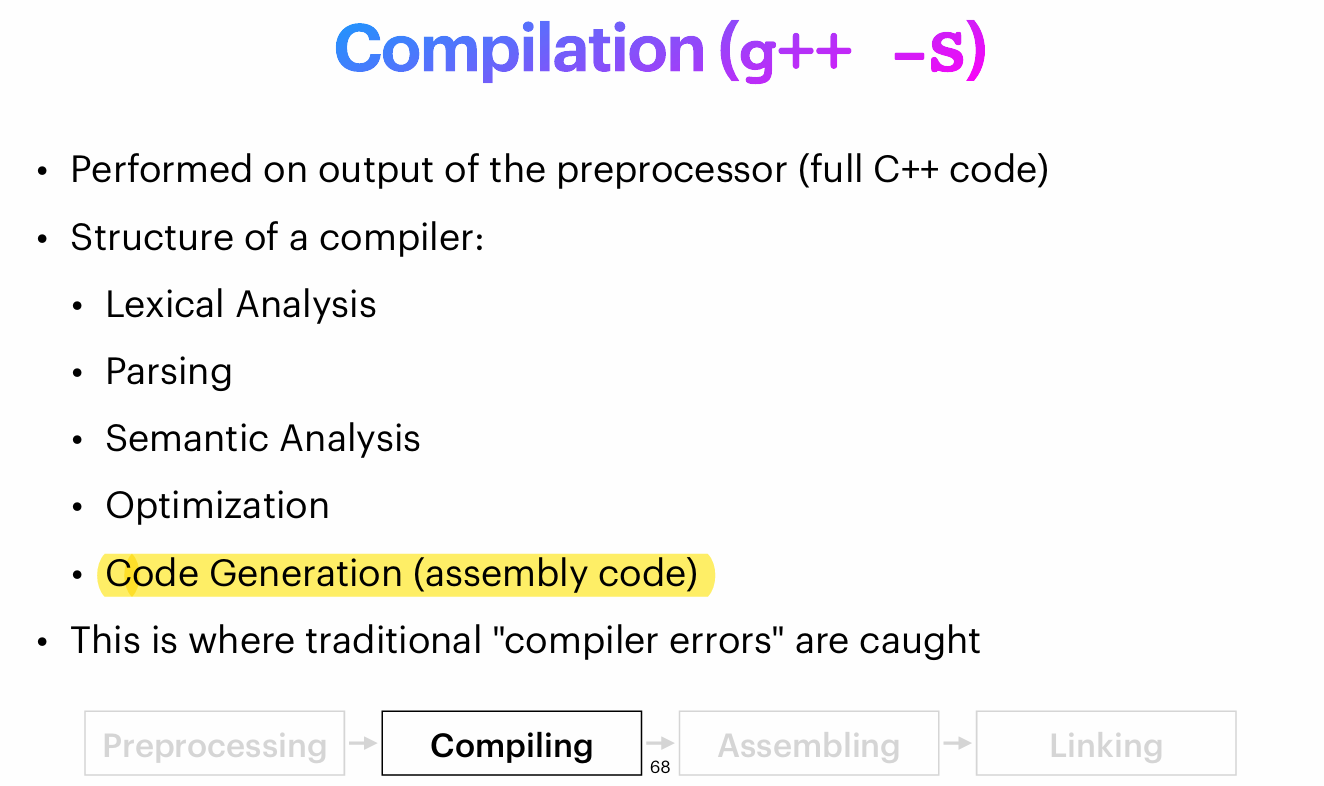 Compilation (g++ -S)
• Performed on output of the preprocessor (full C++ code)
• Structure of a compiler:
• Lexical Analysis
• Parsing
• Semantic Analysis
• Optimization
• Code Generation (assembly code)
• This is where traditional "compiler errors" are caught
Preprocessing Compiling Assembling Linking
68